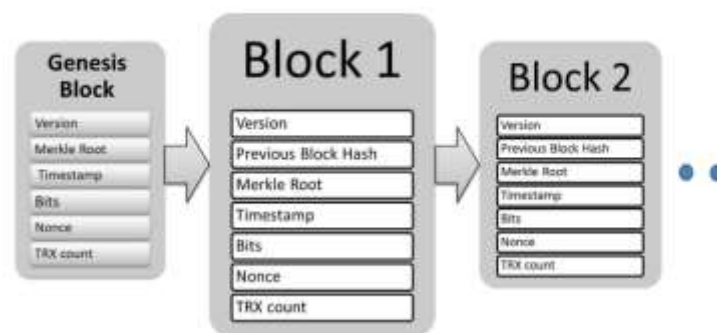 Genesis
Block
Version
Merkle Root
Timestamp
Bits
Nonce
TRX count
Block 1
Version
Previous Block Hash
Merkle Root
Timestamp
Bits
Nonce
TRX count
Block 2
Version
Previous Block Hash
Merkle Root
Timestamp
Bits
Nonce
TRX count